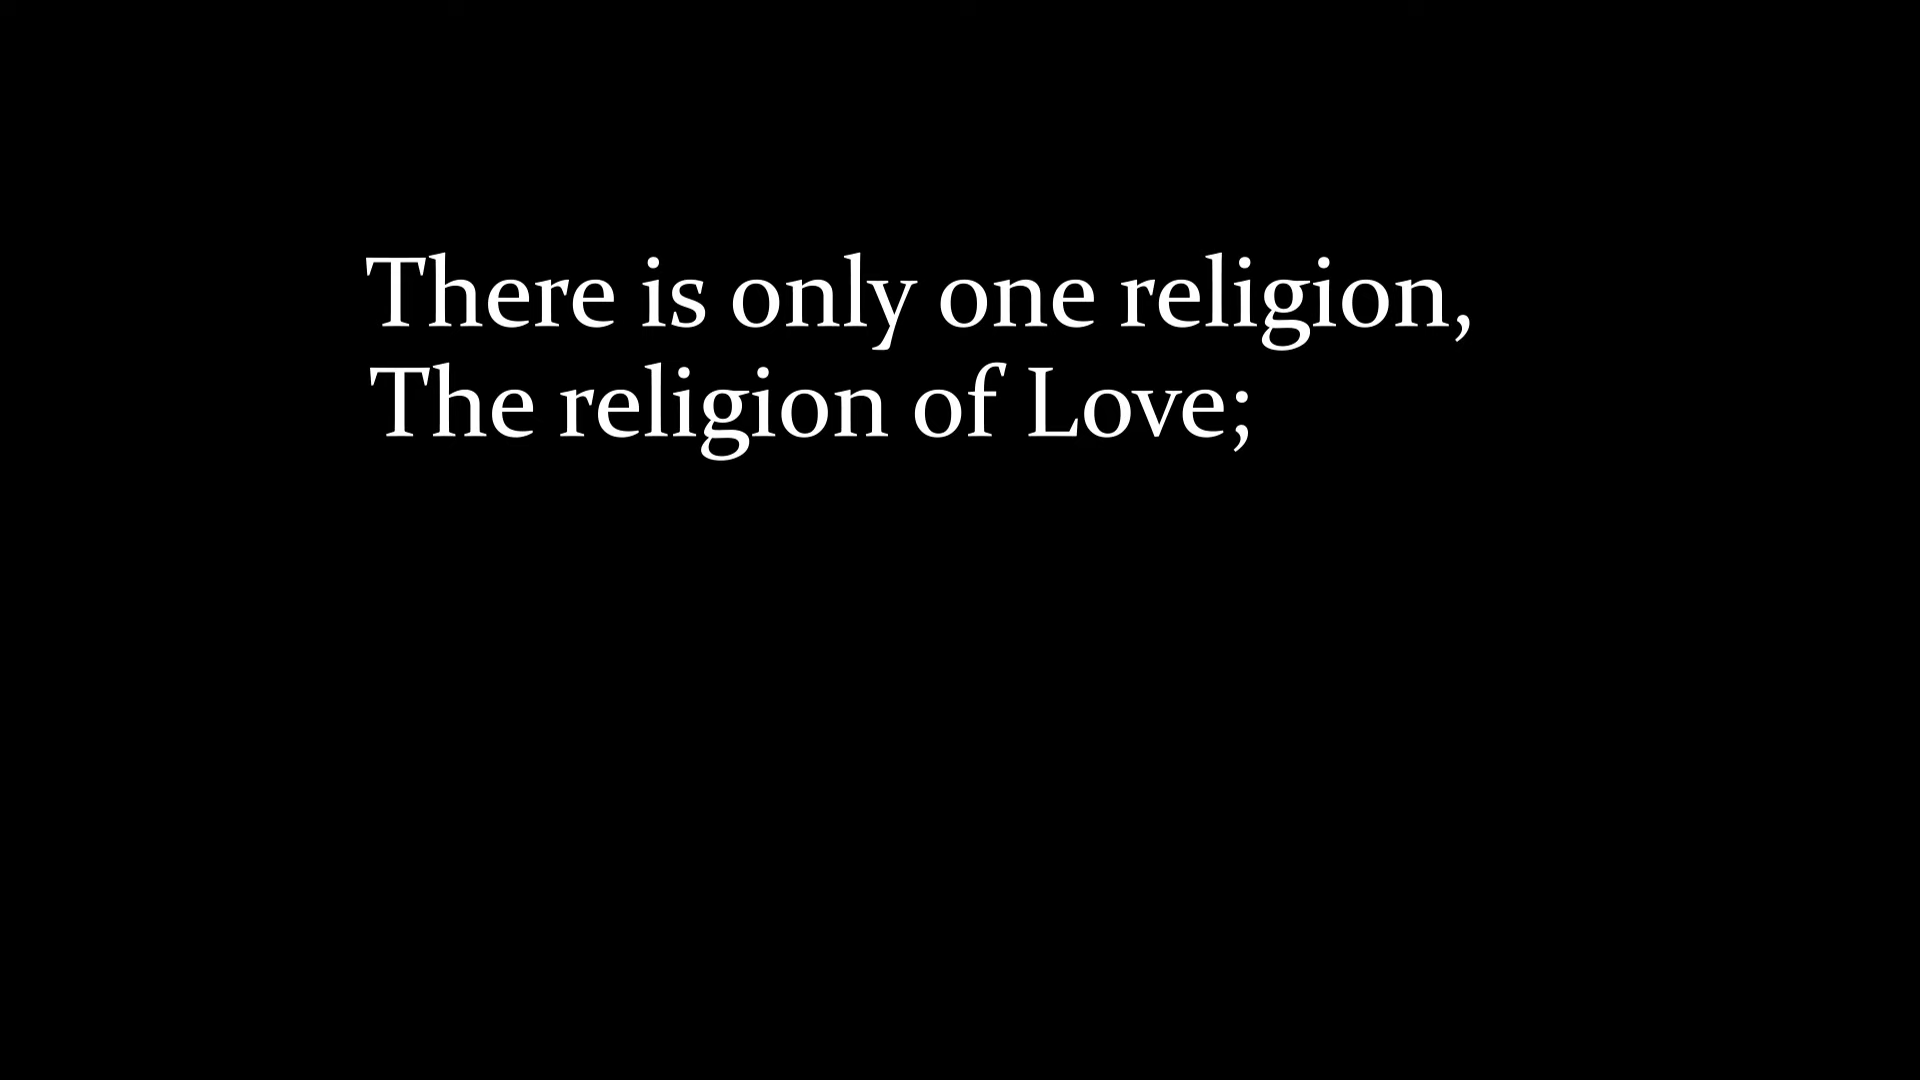 There is only one religion,
The religion of Love;